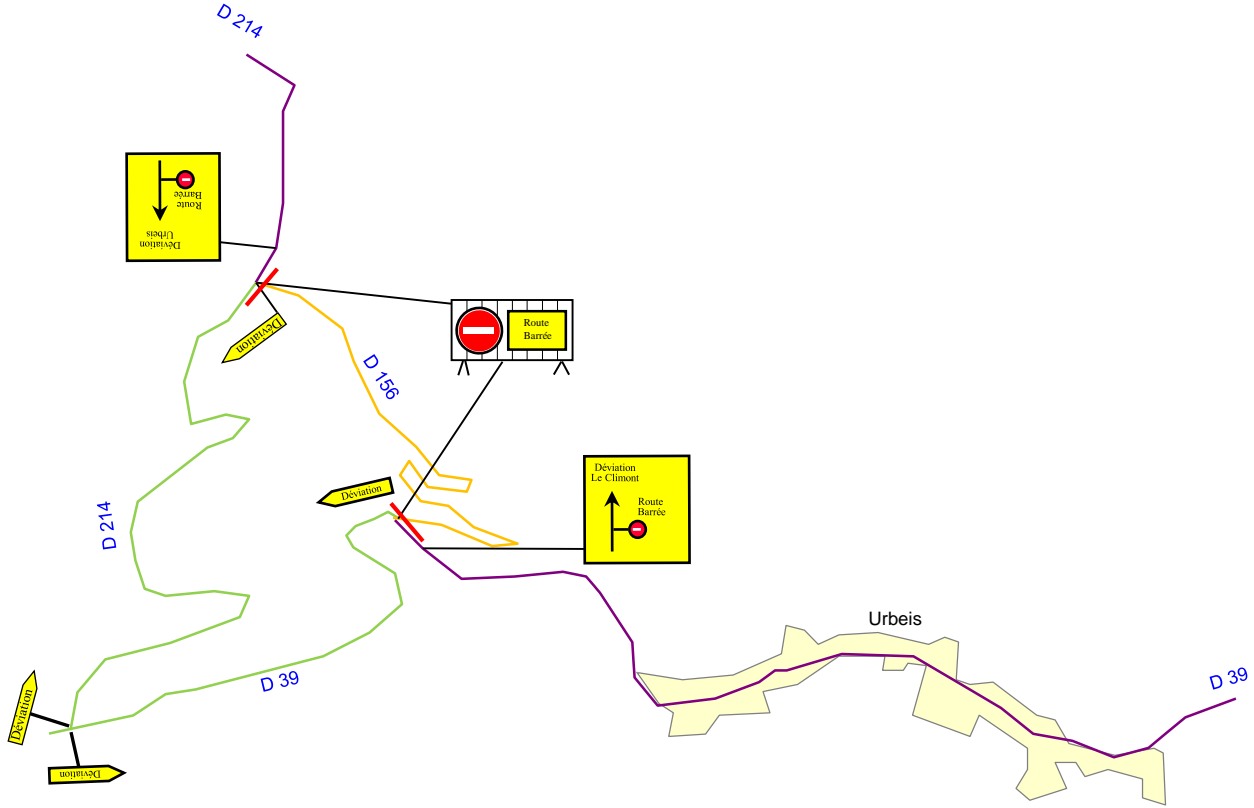 D 214
Route
Barrée
Déviation
Urbeis
Déviation
Route
Barrée
D 156
Déviation
Le Climont
Route
Barrée
Déviation
D 214
Urbeis
D 39
D 39
Déviation
Déviation